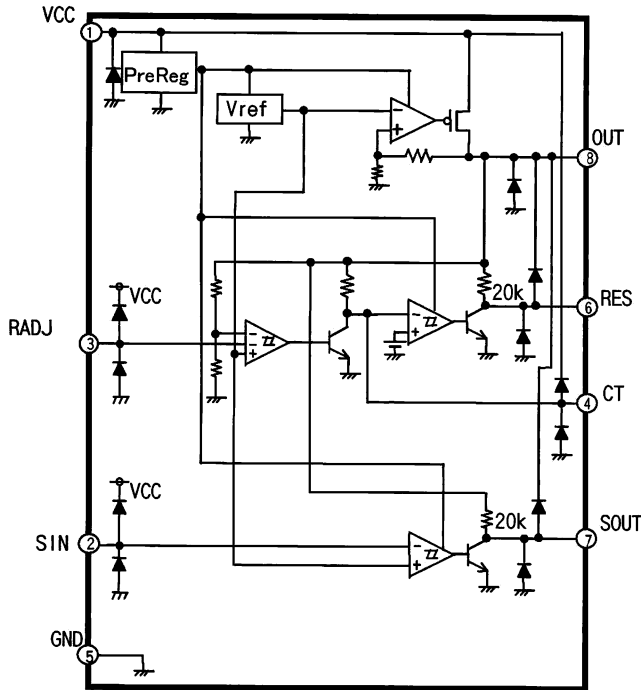 VCC
1
PreReg
Vref
OUT
8
VCC
20k
RES
6
RADJ
3
CT
4
VCC
20k
SOUT
7
SIN
2
GND
5